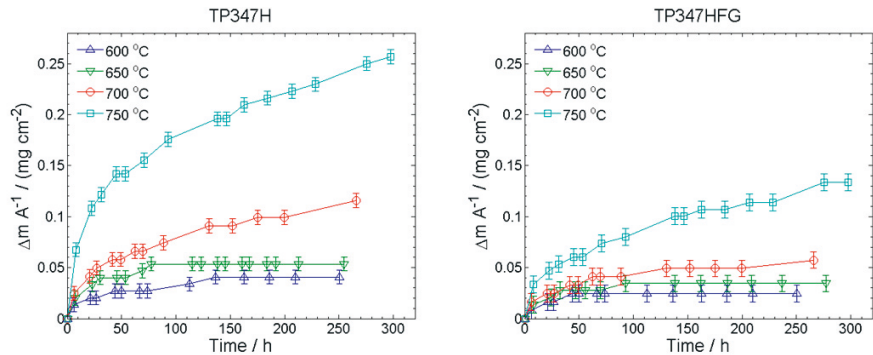 TP347H
TP347HFG
Δm A⁻¹ / (mg cm⁻²)
0.25
0.2
0.15
0.1
0.05
0
600 °C
650 °C
700 °C
750 °C
0 50 100 150 200 250 300
Time / h
Δm A⁻¹ / (mg cm⁻²)
0.25
0.2
0.15
0.1
0.05
0
600 °C
650 °C
700 °C
750 °C
0 50 100 150 200 250 300
Time / h